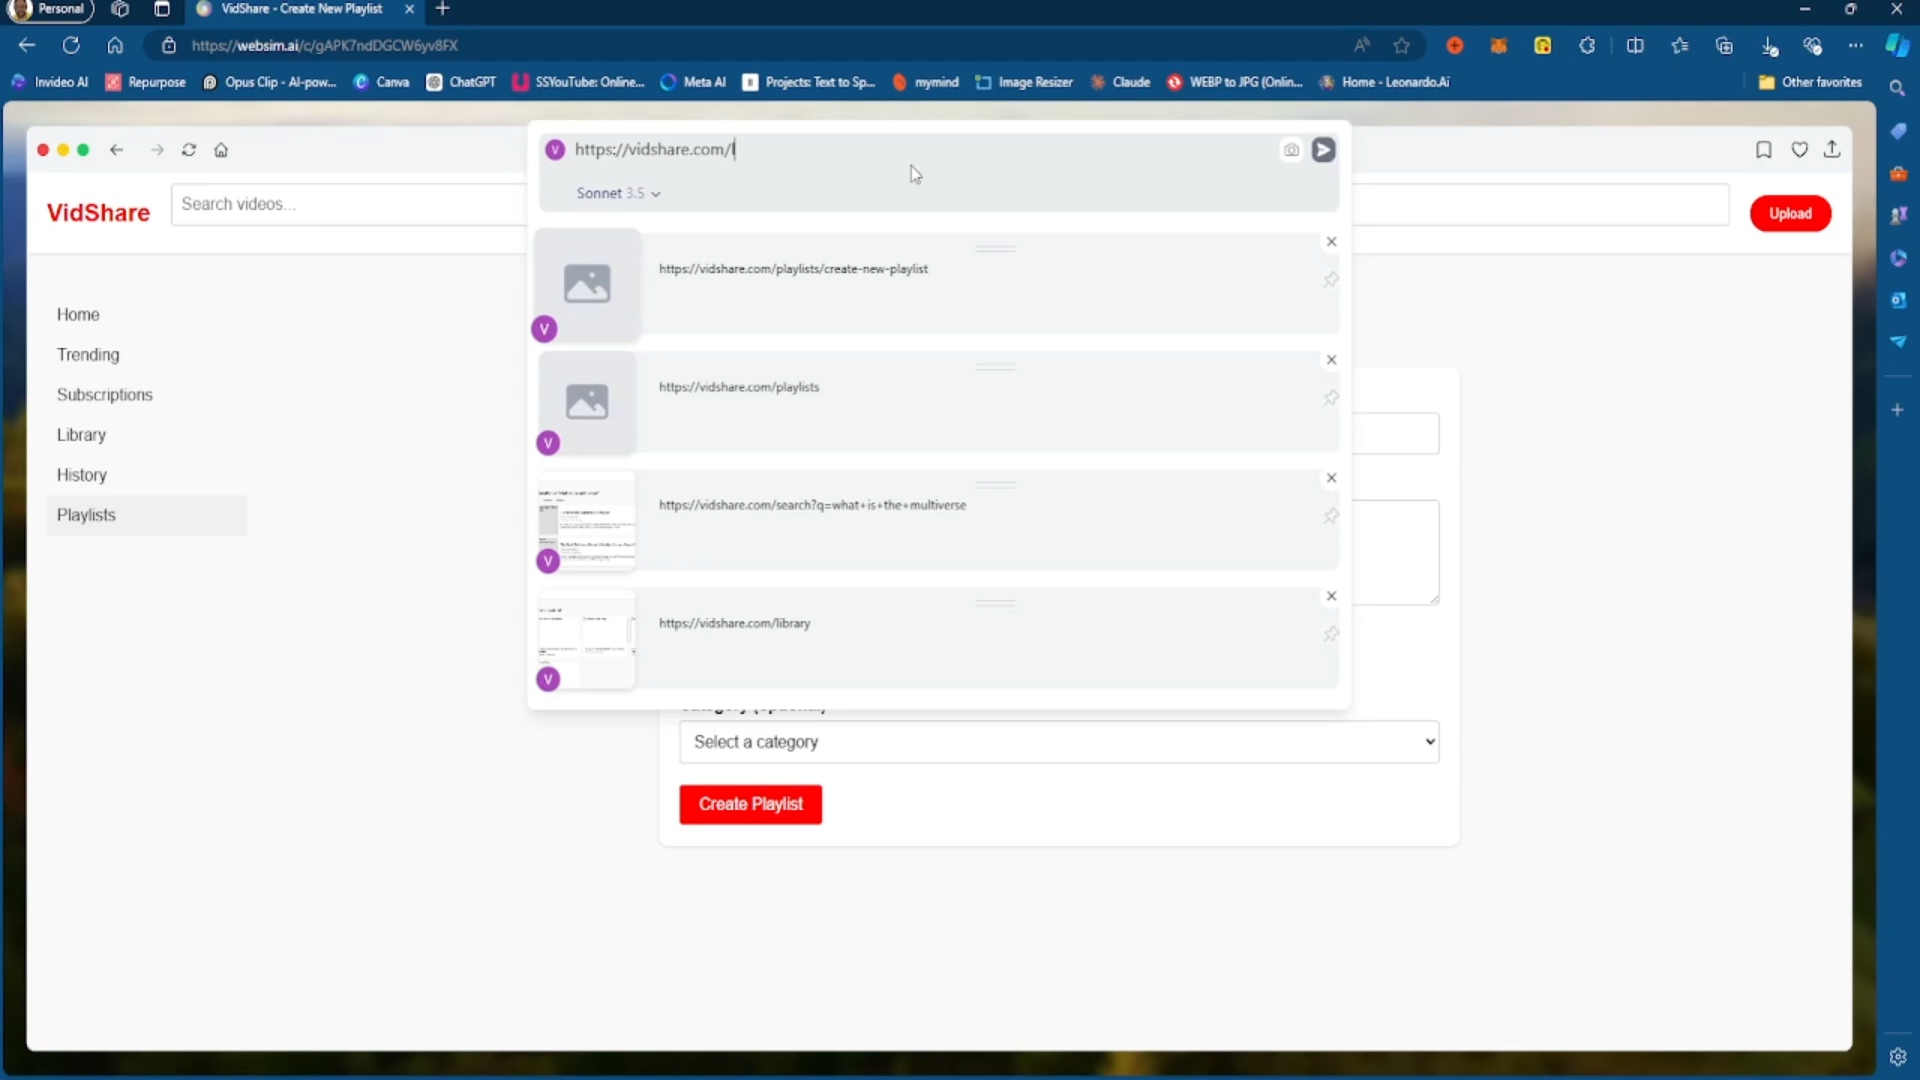 Personal
VidShare - Create New Playlist
https://websim.ai/c/gAPK7ndDGCW6yv8FX
Invideo AI
Repurpose
Opus Clip - AI-pow...
Canva
ChatGPT
SSYouTube: Online...
Meta AI
Projects: Text to Sp...
mymind
Image Resizer
Claude
WEBP to JPG (Onlin...
Home - Leonardo.Ai
Other favorites
V https://vidshare.com/l
Sonnet 3.5
VidShare
Search videos...
Upload
https://vidshare.com/playlists/create-new-playlist
V
https://vidshare.com/playlists
V
https://vidshare.com/search?q=what+is+the+multiverse
V
https://vidshare.com/library
V
Home
Trending
Subscriptions
Library
History
Playlists
Select a category
Create Playlist